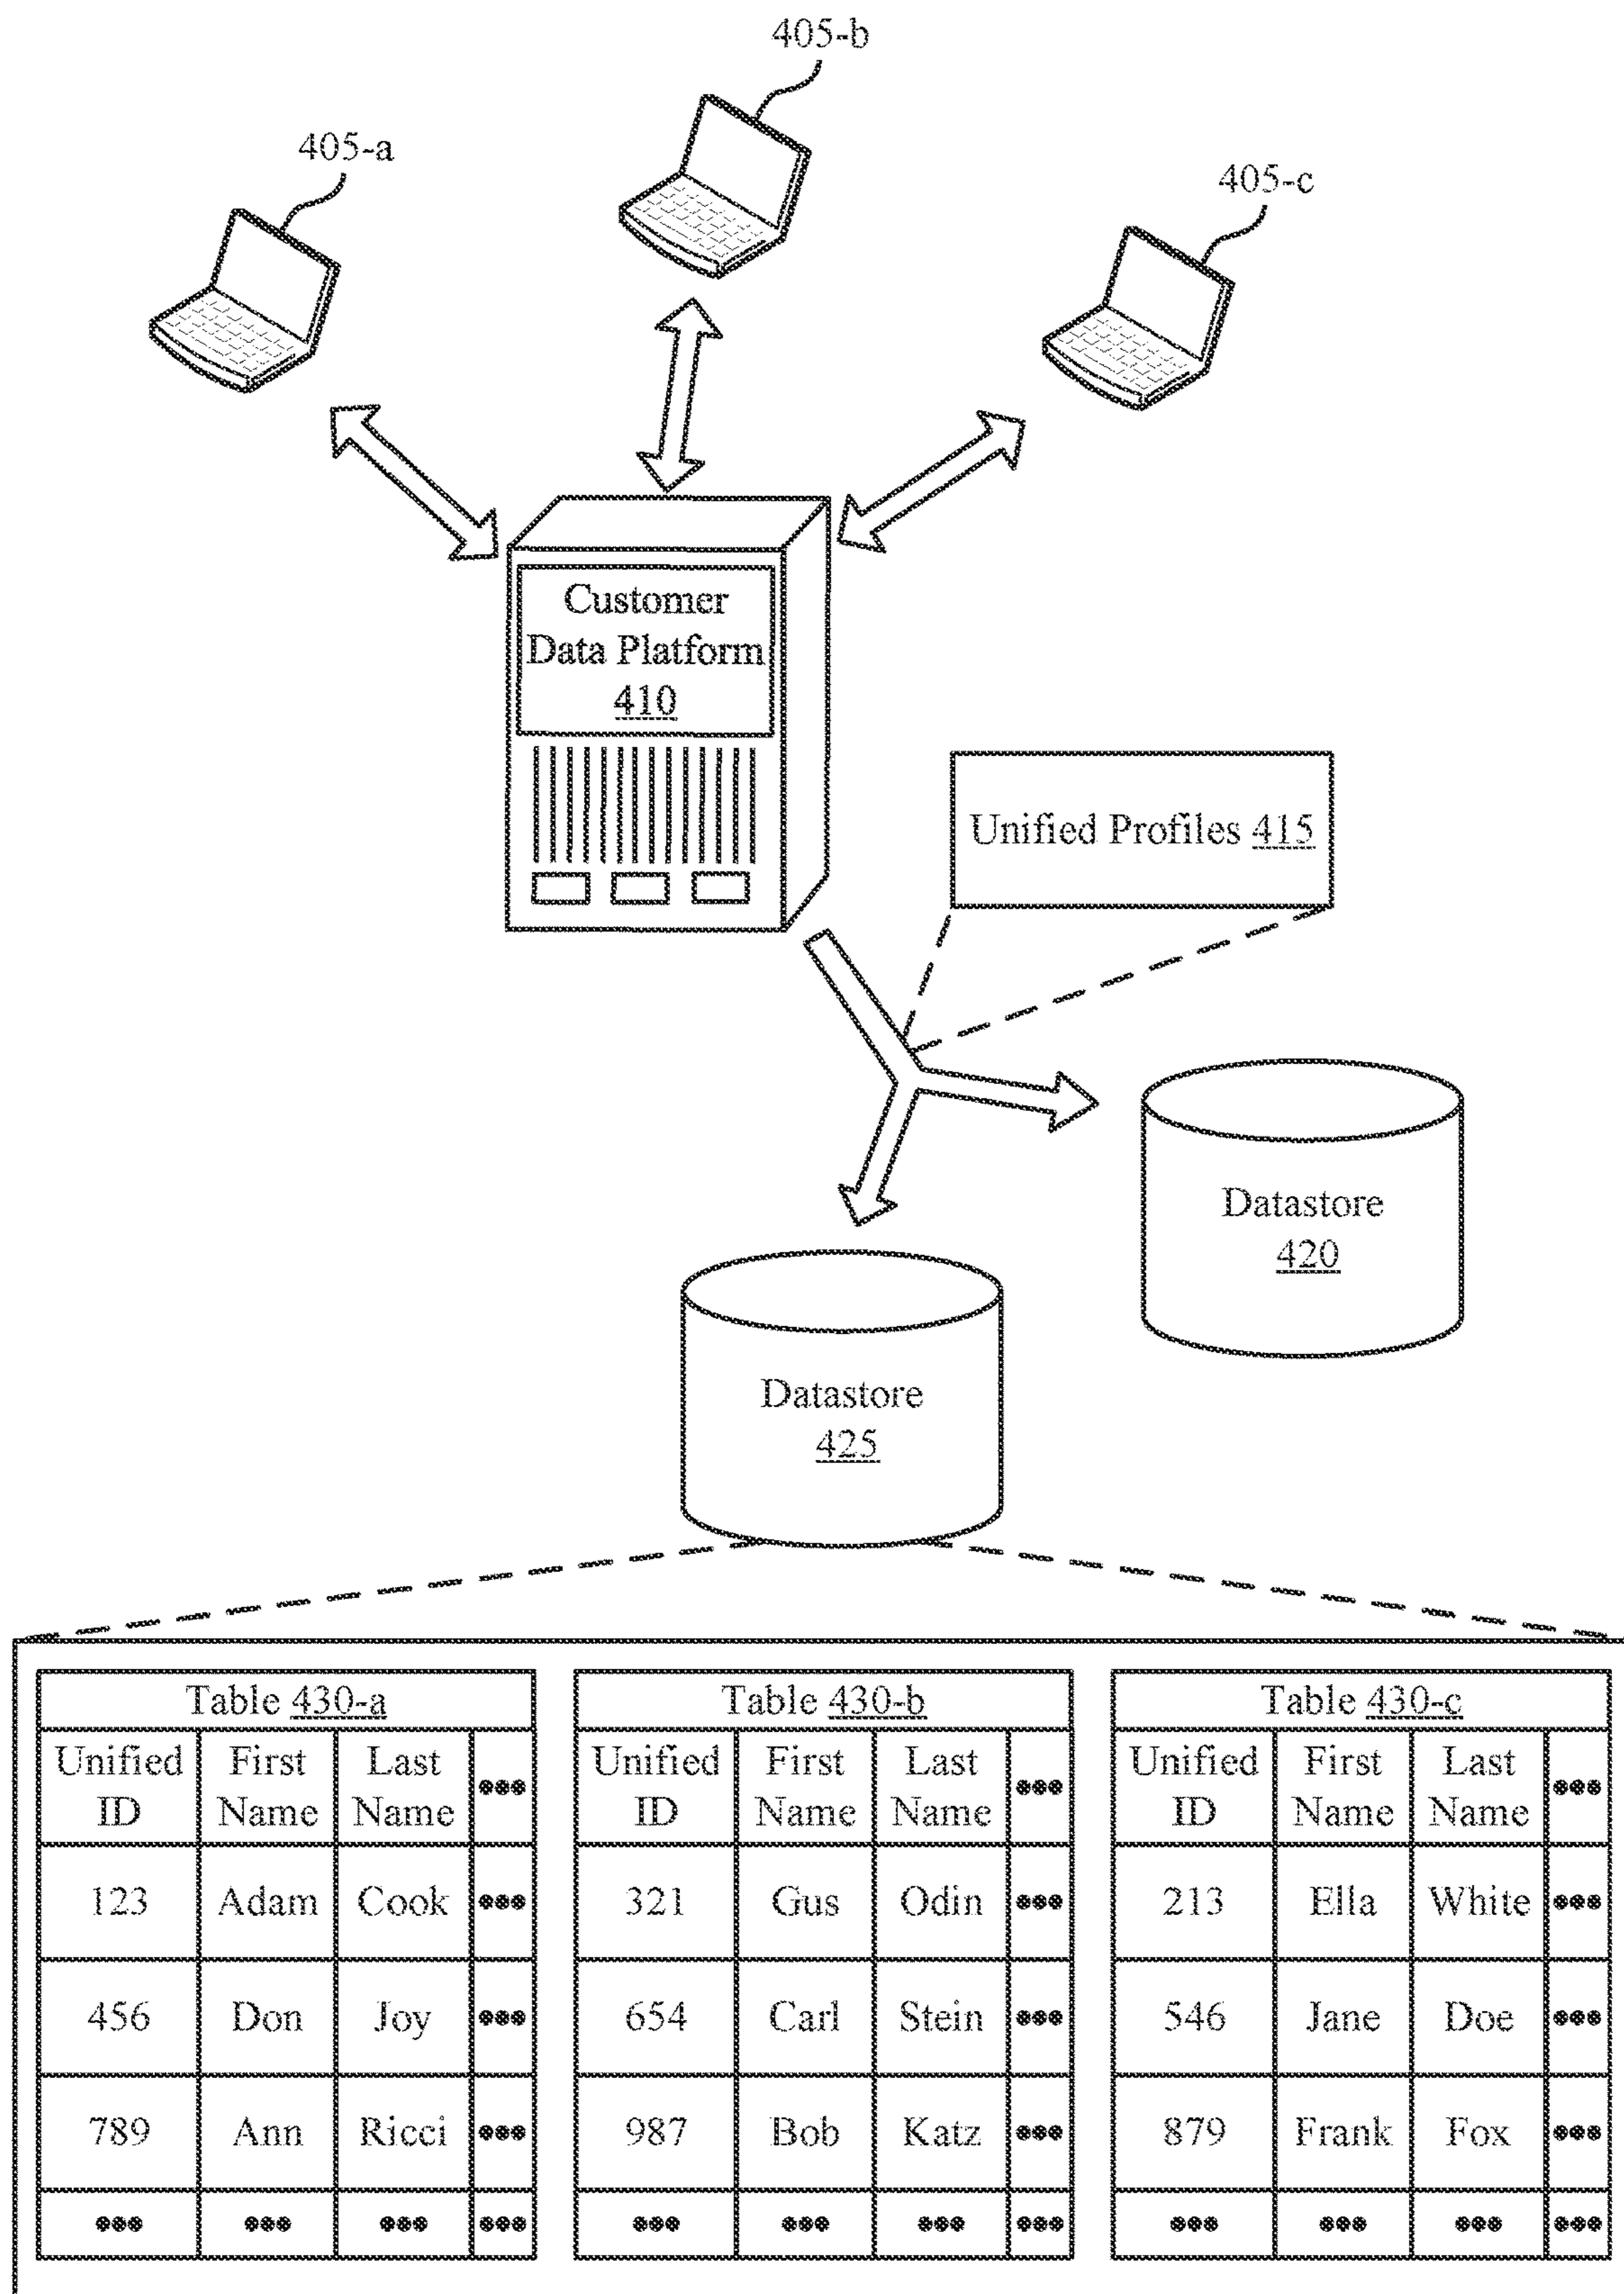 405-b
405-a
405-c
Customer
Data Platform
410
Unified Profiles 415
Datastore
420
Datastore
425
Table 430-a
Unified ID First Name Last Name •••
123 Adam Cook •••
456 Don Joy •••
789 Ann Ricci •••
••• ••• ••• •••
Table 430-b
Unified ID First Name Last Name •••
321 Gus Odin •••
654 Carl Stein •••
987 Bob Katz •••
••• ••• ••• •••
Table 430-c
Unified ID First Name Last Name •••
213 Ella White •••
546 Jane Doe •••
879 Frank Fox •••
••• ••• ••• •••